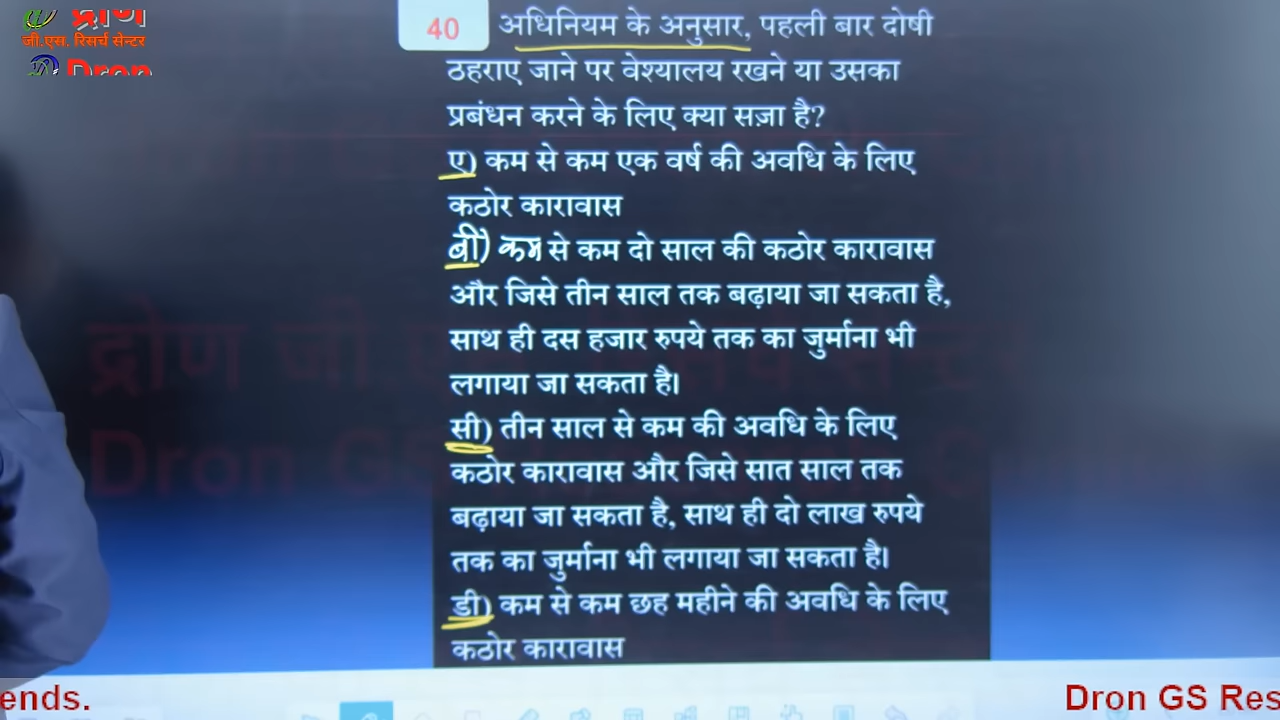 द्रोण
जी.एस. रिसर्च सेन्टर
Dron
40 अधिनियम के अनुसार, पहली बार दोषी
ठहराए जाने पर वेश्यालय रखने या उसका
प्रबंधन करने के लिए क्या सज़ा है?
ए) कम से कम एक वर्ष की अवधि के लिए
कठोर कारावास
बी) कम से कम दो साल की कठोर कारावास
और जिसे तीन साल तक बढ़ाया जा सकता है,
साथ ही दस हजार रुपये तक का जुर्माना भी
लगाया जा सकता है।
सी) तीन साल से कम की अवधि के लिए
कठोर कारावास और जिसे सात साल तक
बढ़ाया जा सकता है, साथ ही दो लाख रुपये
तक का जुर्माना भी लगाया जा सकता है।
डी) कम से कम छह महीने की अवधि के लिए
कठोर कारावास
द्रोण जी
Dron GS
ends.
Dron GS Res